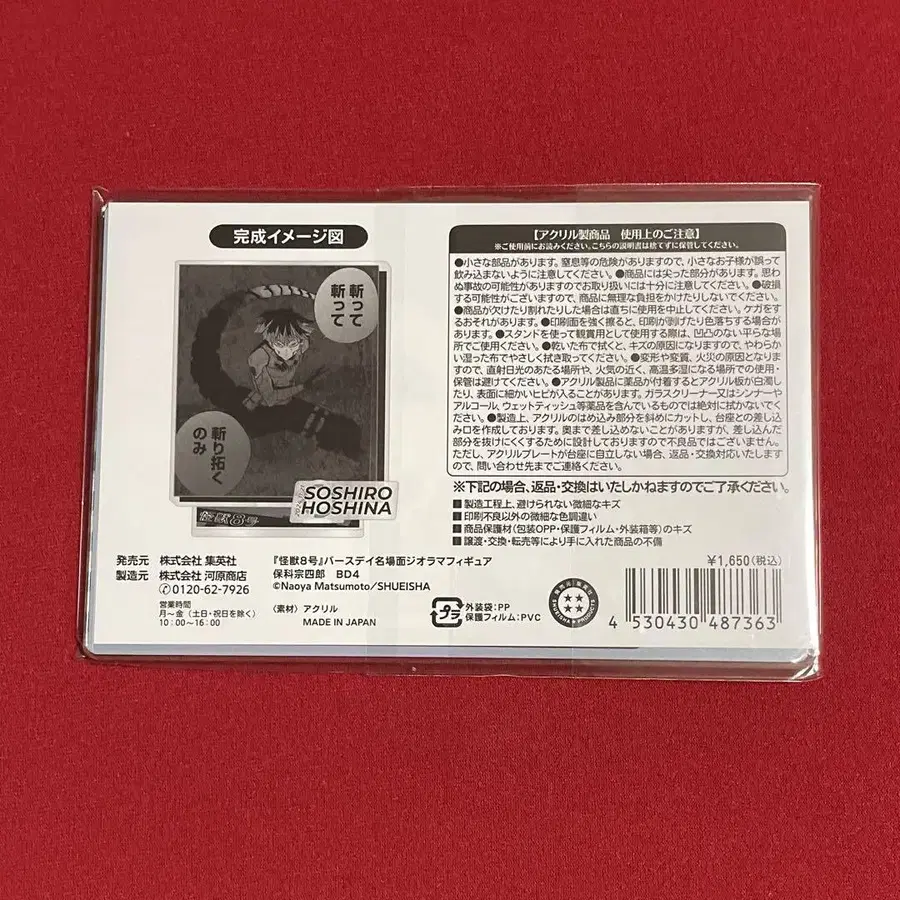 完成イメージ図
斬って
斬って
斬り拓く
のみ
SOSHIRO
HOSHINA
怪獣8号
発売元 株式会社 集英社
製造元 株式会社 河原商店
0120-62-7926
営業時間
月～金（土・日・祝日を除く）
10：00～16：00
『怪獣8号』バースデイ名場面ジオラマフィギュア
保科宗四郎 BD4
©Naoya Matsumoto／SHUEISHA
〈素材〉アクリル
MADE IN JAPAN
【アクリル製商品 使用上のご注意】
※ご使用前にお読みください。こちらの説明書は捨てずに保管してください。
●小さな部品があります。窒息等の危険がありますので、小さなお子様が誤って
飲み込まないように注意してください。●商品には尖った部分があります。思わ
ぬ事故の可能性がありますのでお取り扱いには十分に注意してください。●破損
する可能性がございますので、商品に無理な負担をかけたりしないでください。
●商品が欠けたり割れたりした場合は直ちに使用を中止してください。ケガをす
るおそれがあります。●印刷面を強く擦ると、印刷が剥げたり色落ちする場合が
あります。●スタンドを使って観賞用として使用する際は、凹凸のない平らな場
所でご使用ください。●乾いた布で拭くと、キズの原因になりますので、やわらか
い湿った布でやさしく拭き取ってください。●変形や変質、火災の原因となりま
すので、直射日光のあたる場所や、火気の近く、高温多湿になる場所での使用・
保管は避けてください。●アクリル製品に薬品が付着するとアクリル板が白濁し
たり、表面に細かいヒビが入ることがあります。ガラスクリーナー又はシンナーや
アルコール、ウェットティッシュ等薬品を含んでいるものでは絶対に拭かないでく
ださい。●製造上、アクリルのはめ込み部分を斜めにカットし、台座との差し込
み口を作成しております。奥まで差し込めないことがありますが、差し込んだ
部分を抜けにくくするために設計しておりますので不良品ではございません。
ただし、アクリルプレートが台座に自立しない場合、返品・交換対応いたしますの
で、問い合わせ先までご連絡ください。
※下記の場合、返品・交換はいたしかねますのでご了承ください。
■製造工程上、避けられない微細なキズ
■印刷不良以外の微細な色調違い
■商品保護材（包装OPP・保護フィルム・外装箱等）のキズ
■譲渡・交換・転売等により手に入れた商品の不備
プラ
外装袋：PP
保護フィルム：PVC
¥1,650(税込)
4 530430 487363